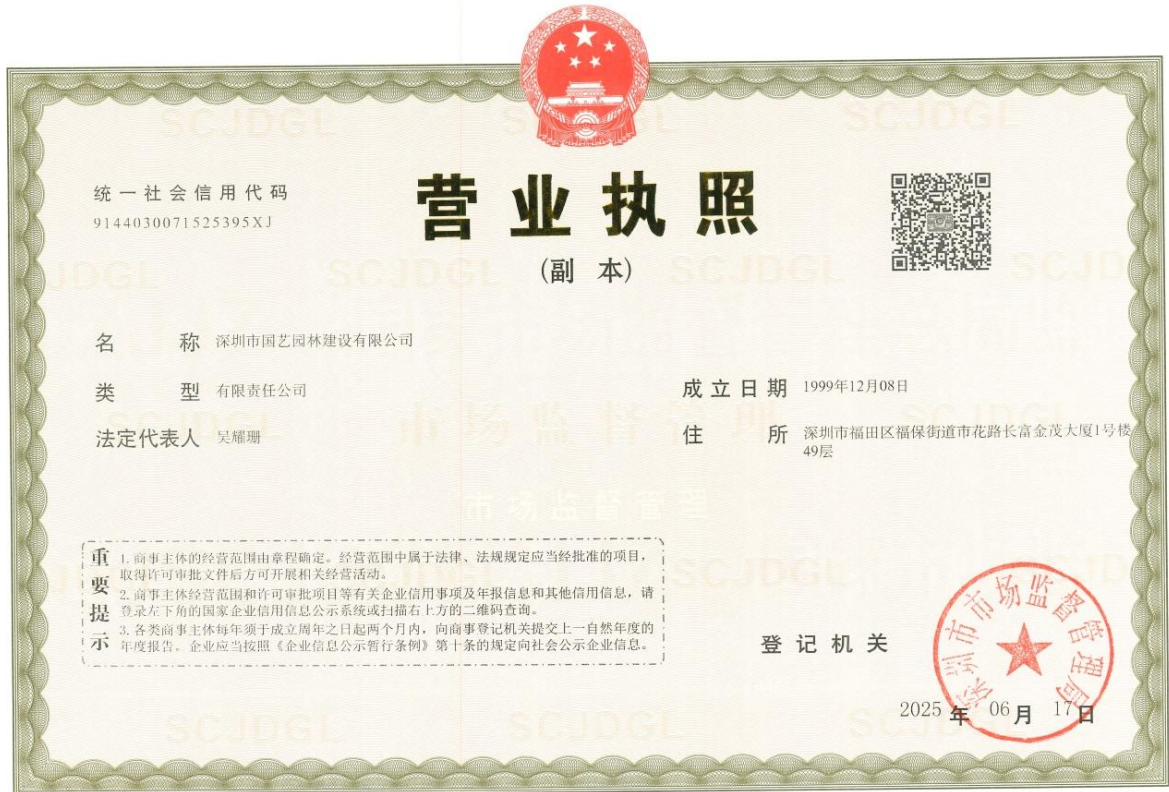 统一社会信用代码
9144030071525395XJ
营业执照
(副 本)
名 称 深圳市国艺园林建设有限公司
类 型 有限责任公司
法定代表人 吴耀珊
成立日期 1999年12月08日
住 所 深圳市福田区福保街道市花路长富金茂大厦1号楼
49层
重要提示
1.商事主体的经营范围由章程确定。经营范围中属于法律、法规规定应当经批准的项目，
取得许可审批文件后方可开展相关经营活动。
2.商事主体经营范围和许可审批项目等有关企业信用事项及年报信息和其他信用信息，请
登录左下角的国家企业信用信息公示系统或扫描右上方的二维码查询。
3.各类商事主体每年须于成立周年之日起两个月内，向商事登记机关提交上一自然年度的
年度报告。企业应当按照《企业信息公示暂行条例》第十条的规定向社会公示企业信息。
登记机关
深圳市市场监督管理局
2025年06月17日
SCJDGL
市场监督管理
市场监督管理